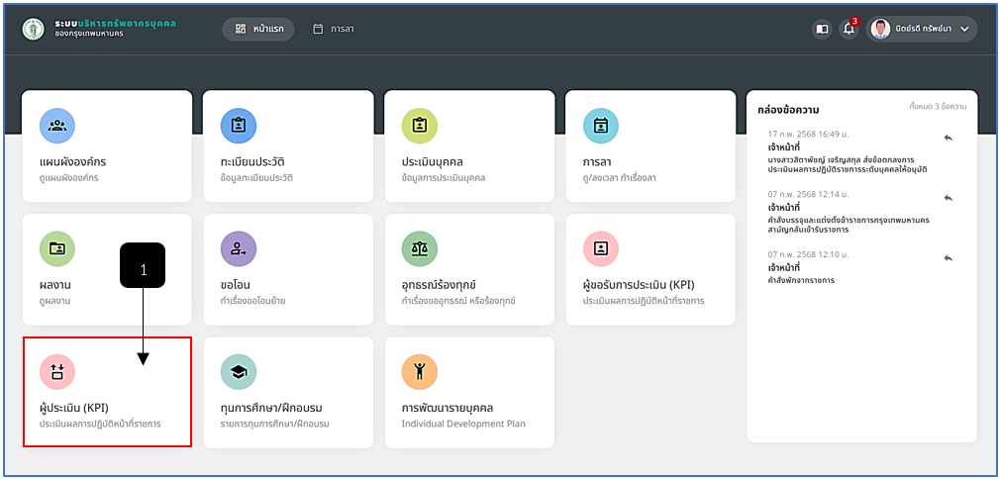 ระบบบริหารทรัพยากรบุคคล
ของกรุงเทพมหานคร
หน้าแรก
การลา
3
นิตย์รดี ทรัพย์มา
แผนผังองค์กร
ดูแผนผังองค์กร
ทะเบียนประวัติ
ข้อมูลทะเบียนประวัติ
ประเมินบุคคล
ข้อมูลการประเมินบุคคล
การลา
ดู/ลงเวลา ทำเรื่องลา
ผลงาน
ดูผลงาน
1
ขอโอน
ทำเรื่องขอโอนย้าย
อุทธรณ์ร้องทุกข์
ทำเรื่องขออุทธรณ์ หรือร้องทุกข์
ผู้ขอรับการประเมิน (KPI)
ประเมินผลการปฏิบัติหน้าที่ราชการ
ผู้ประเมิน (KPI)
ประเมินผลการปฏิบัติหน้าที่ราชการ
ทุนการศึกษา/ฝึกอบรม
รายการทุนการศึกษา/ฝึกอบรม
การพัฒนารายบุคคล
Individual Development Plan
กล่องข้อความ
ทั้งหมด 3 ข้อความ
17 ก.พ. 2568 16:49 น.
เจ้าหน้าที่
นางสาวสิตาพัชญ์ เจริญสกุล ส่งข้อตกลงการ
ประเมินผลการปฏิบัติราชการระดับบุคคลให้อนุมัติ
07 ก.พ. 2568 12:14 น.
เจ้าหน้าที่
คำสั่งบรรจุและแต่งตั้งข้าราชการกรุงเทพมหานคร
สามัญกลับเข้ารับราชการ
07 ก.พ. 2568 12:10 น.
เจ้าหน้าที่
คำสั่งพักจากราชการ